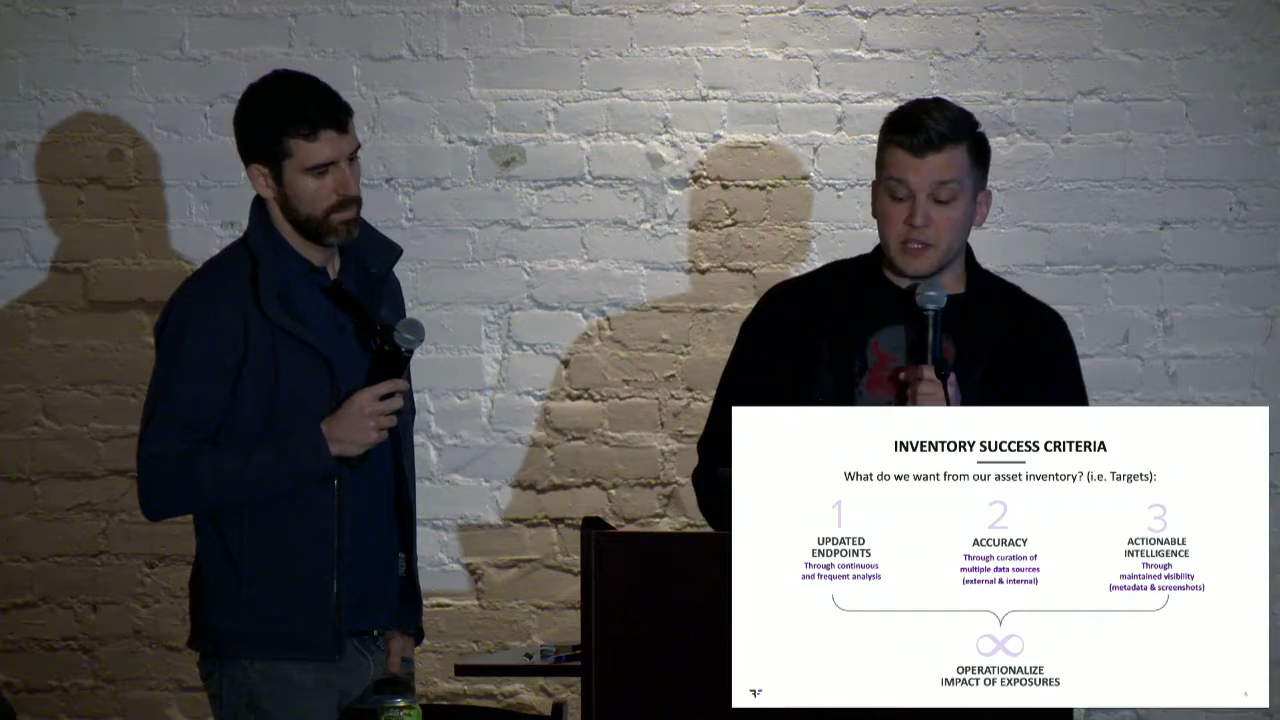 INVENTORY SUCCESS CRITERIA
What do we want from our asset inventory? (i.e. Targets):
1
UPDATED
ENDPOINTS
Through continuous
and frequent analysis
2
ACCURACY
Through curation of
multiple data sources
(external & internal)
3
ACTIONABLE
INTELLIGENCE
Through
maintained visibility
(metadata & screenshots)
OPERATIONALIZE
IMPACT OF EXPOSURES